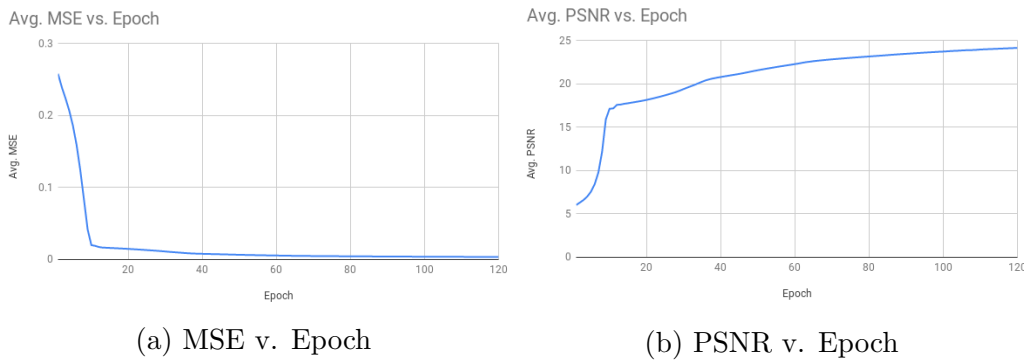 Avg. MSE vs. Epoch
0.3
0.2
0.1
0
Avg. MSE
20 40 60 80 100 120
Epoch
(a) MSE v. Epoch
Avg. PSNR vs. Epoch
25
20
15
10
5
0
Avg. PSNR
20 40 60 80 100 120
Epoch
(b) PSNR v. Epoch